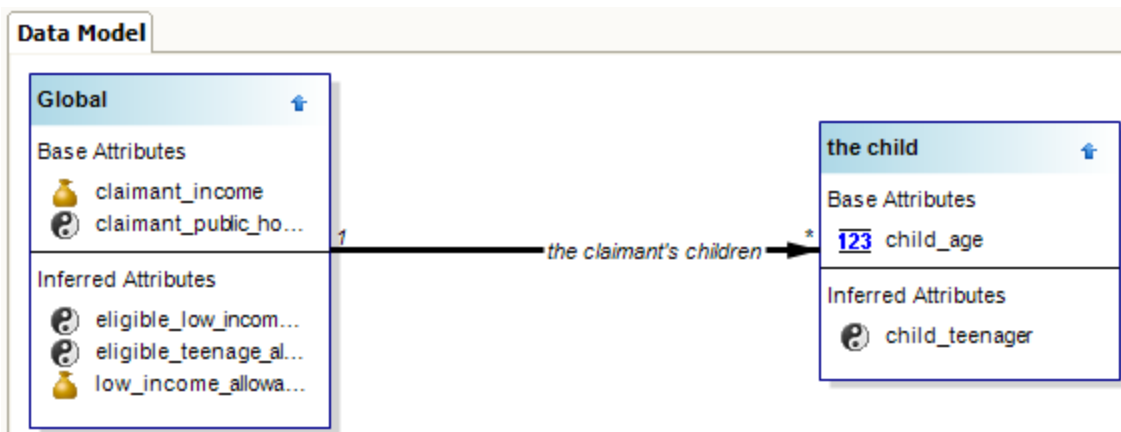 Data Model
Global
Base Attributes
claimant_income
claimant_public_ho...
Inferred Attributes
eligible_low_incom...
eligible_teenage_al...
low_income_allowa...
1
the claimant's children
*
the child
Base Attributes
123 child_age
Inferred Attributes
child_teenager